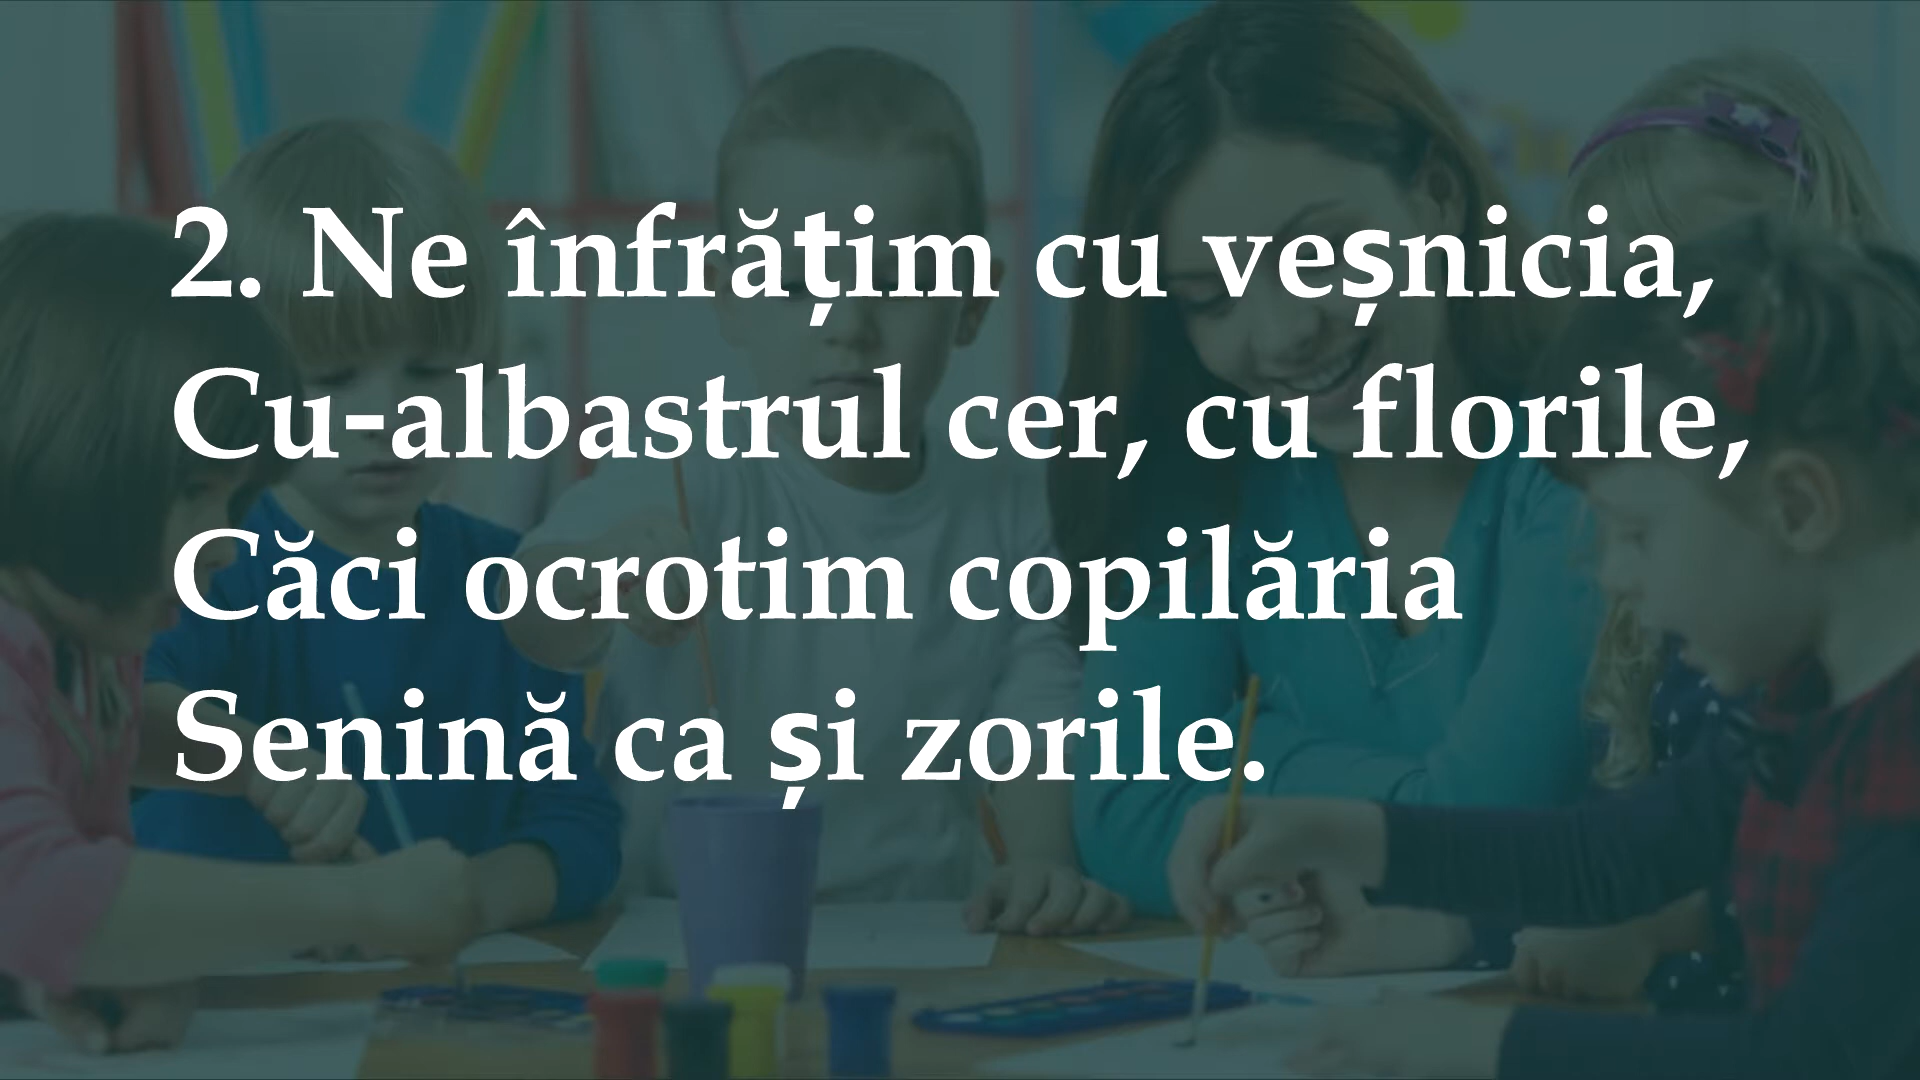 2. Ne înfrățim cu veșnicia,
Cu-albastrul cer, cu florile,
Căci ocrotim copilăria
Senină ca și zorile.